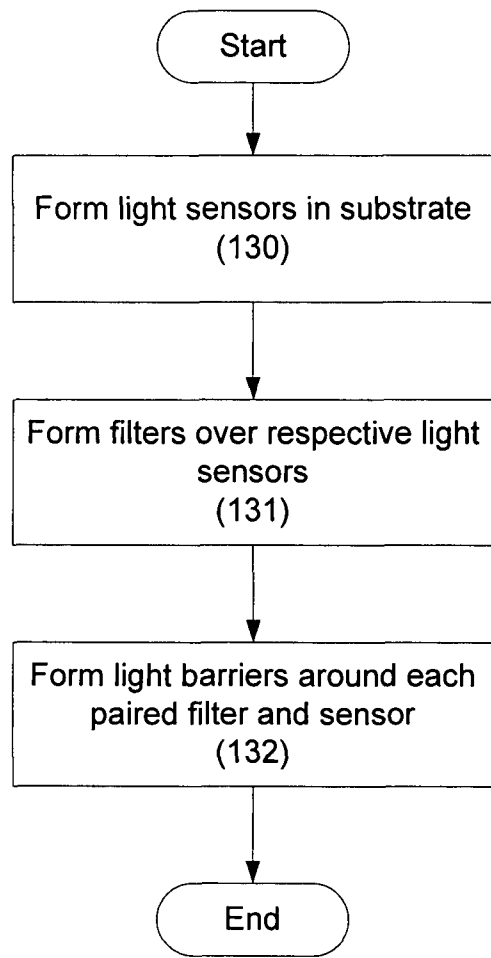 Start
Form light sensors in substrate
(130)
Form filters over respective light
sensors
(131)
Form light barriers around each
paired filter and sensor
(132)
End